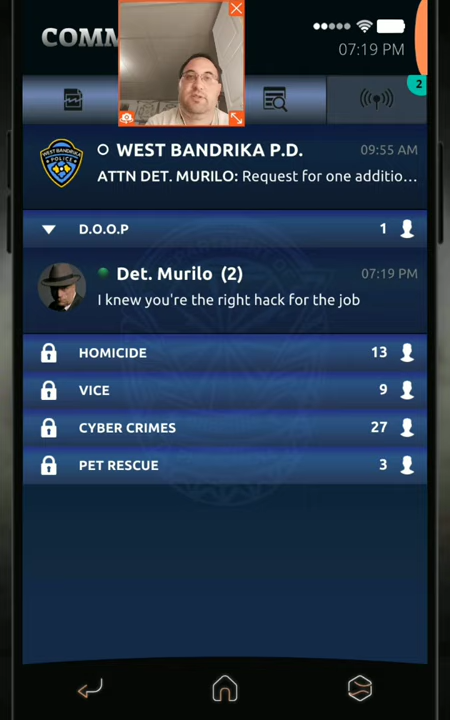 COMM
07:19 PM
2
WEST BANDRIKA P.D. 09:55 AM
ATTN DET. MURILO: Request for one additio...
D.O.O.P 1
Det. Murilo (2) 07:19 PM
I knew you're the right hack for the job
HOMICIDE 13
VICE 9
CYBER CRIMES 27
PET RESCUE 3